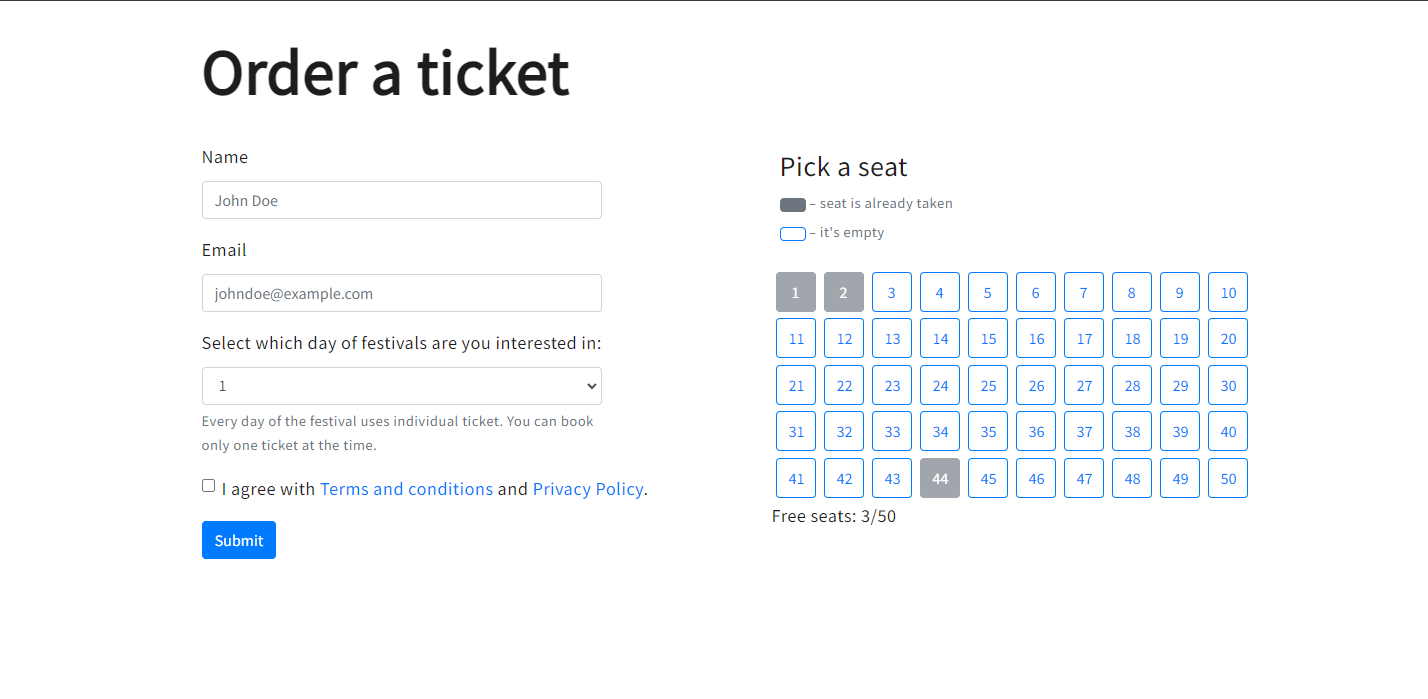 Order a ticket
Name
John Doe
Email
johndoe@example.com
Select which day of festivals are you interested in:
1
Every day of the festival uses individual ticket. You can book
only one ticket at the time.
I agree with Terms and conditions and Privacy Policy.
Submit
Pick a seat
– seat is already taken
– it's empty
1 2 3 4 5 6 7 8 9 10
11 12 13 14 15 16 17 18 19 20
21 22 23 24 25 26 27 28 29 30
31 32 33 34 35 36 37 38 39 40
41 42 43 44 45 46 47 48 49 50
Free seats: 3/50